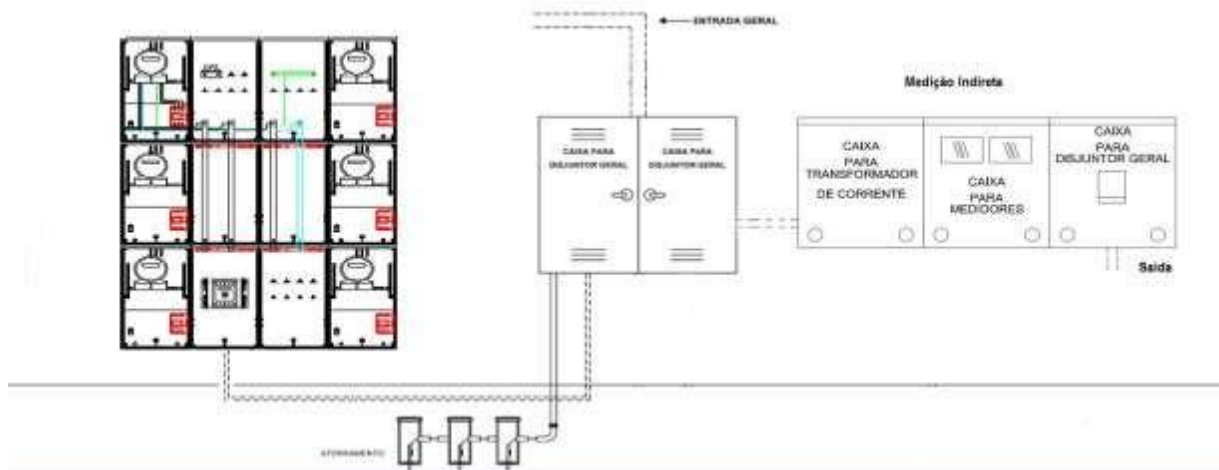 ENTRADA GERAL
Medição Indireta
CAIXA PARA
DISJUNTOR GERAL
CAIXA PARA
DISJUNTOR GERAL
CAIXA
PARA
TRANSFORMADOR
DE CORRENTE
CAIXA
PARA
MEDIDORES
CAIXA
PARA
DISJUNTOR GERAL
Saída
ATERRAMENTO